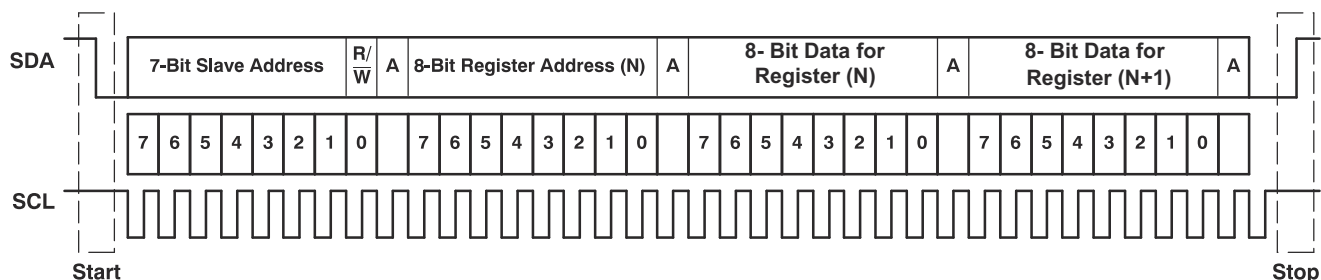 SDA
7-Bit Slave Address
R/
W
A
8-Bit Register Address (N)
A
8- Bit Data for
Register (N)
A
8- Bit Data for
Register (N+1)
A
7 6 5 4 3 2 1 0 7 6 5 4 3 2 1 0 7 6 5 4 3 2 1 0 7 6 5 4 3 2 1 0
SCL
Start
Stop